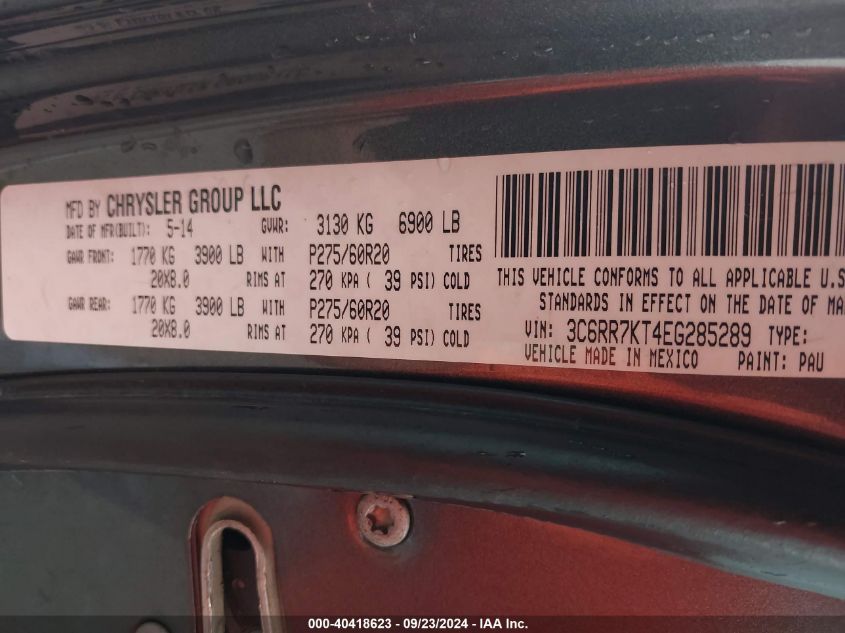 MFD BY CHRYSLER GROUP LLC
DATE OF MFR(BUILT): 5-14 GVWR: 3130 KG 6900 LB
GAWR FRONT: 1770 KG 3900 LB WITH P275/60R20 TIRES
20X8.0 RIMS AT 270 KPA ( 39 PSI) COLD
GAWR REAR: 1770 KG 3900 LB WITH P275/60R20 TIRES
20X8.0 RIMS AT 270 KPA ( 39 PSI) COLD
THIS VEHICLE CONFORMS TO ALL APPLICABLE U.S
STANDARDS IN EFFECT ON THE DATE OF MA
VIN: 3C6RR7KT4EG285289 TYPE:
VEHICLE MADE IN MEXICO PAINT: PAU
000-40418623 - 09/23/2024 - IAA Inc.